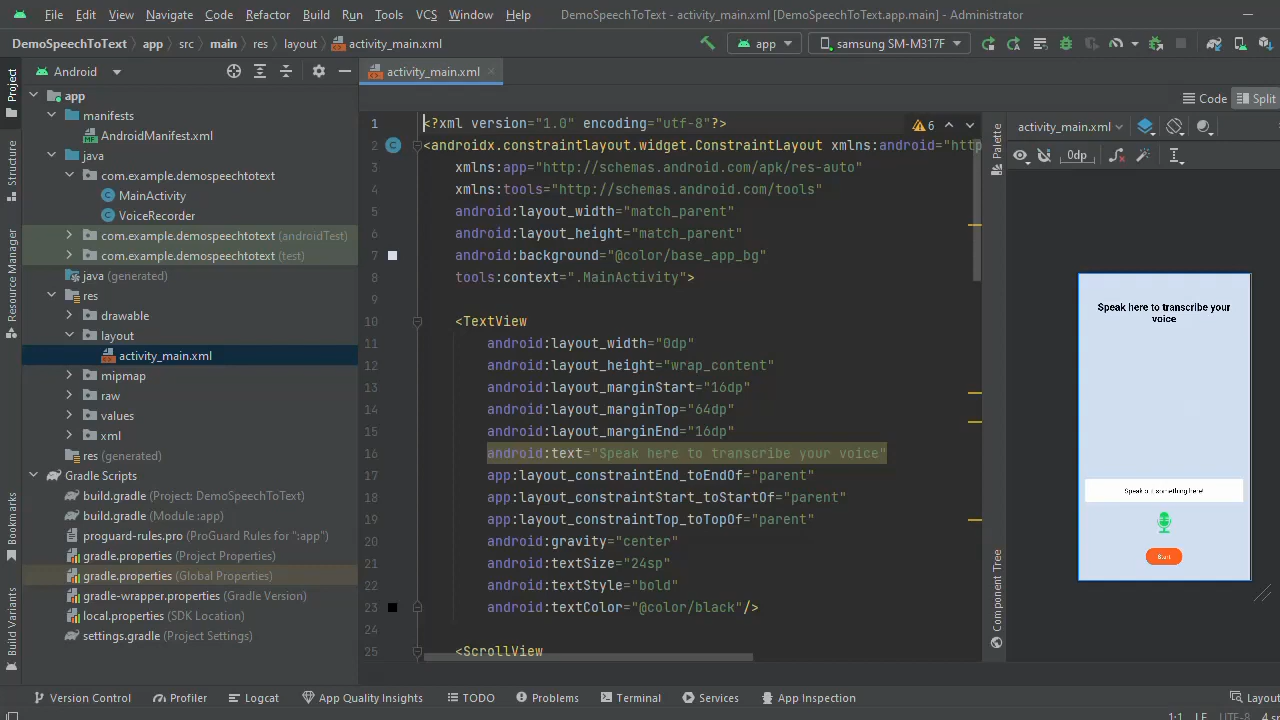 File Edit View Navigate Code Refactor Build Run Tools VCS Window Help DemoSpeechToText - activity_main.xml [DemoSpeechToText.app.main] - Administrator
DemoSpeechToText app src main res layout activity_main.xml app samsung SM-M317F
Project
Structure
Resource Manager
Bookmarks
Build Variants
Android
app
manifests
AndroidManifest.xml
java
com.example.demospeechtotext
MainActivity
VoiceRecorder
com.example.demospeechtotext (androidTest)
com.example.demospeechtotext (test)
java (generated)
res
drawable
layout
activity_main.xml
mipmap
raw
values
xml
res (generated)
Gradle Scripts
build.gradle (Project: DemoSpeechToText)
build.gradle (Module :app)
proguard-rules.pro (ProGuard Rules for ":app")
gradle.properties (Project Properties)
gradle.properties (Global Properties)
gradle-wrapper.properties (Gradle Version)
local.properties (SDK Location)
settings.gradle (Project Settings)
activity_main.xml
Code Split
6
1 <?xml version="1.0" encoding="utf-8"?>
2 <androidx.constraintlayout.widget.ConstraintLayout xmlns:android="http
3 xmlns:app="http://schemas.android.com/apk/res-auto"
4 xmlns:tools="http://schemas.android.com/tools"
5 android:layout_width="match_parent"
6 android:layout_height="match_parent"
7 android:background="@color/base_app_bg"
8 tools:context=".MainActivity">
9
10 <TextView
11 android:layout_width="0dp"
12 android:layout_height="wrap_content"
13 android:layout_marginStart="16dp"
14 android:layout_marginTop="64dp"
15 android:layout_marginEnd="16dp"
16 android:text="Speak here to transcribe your voice"
17 app:layout_constraintEnd_toEndOf="parent"
18 app:layout_constraintStart_toStartOf="parent"
19 app:layout_constraintTop_toTopOf="parent"
20 android:gravity="center"
21 android:textSize="24sp"
22 android:textStyle="bold"
23 android:textColor="@color/black"/>
24
25 <ScrollView
Palette
Component Tree
activity_main.xml
0dp
Speak here to transcribe your
voice
something here!
Start
Version Control Profiler Logcat App Quality Insights TODO Problems Terminal Services App Inspection Layou
1:1 LF UTF-8